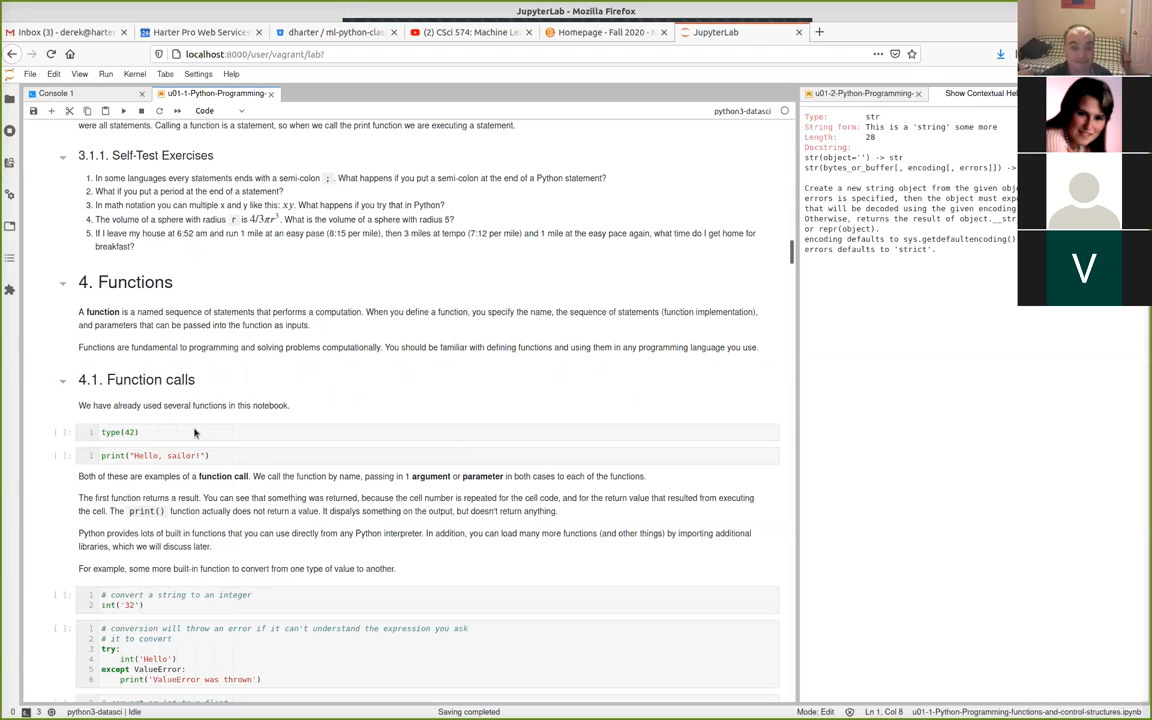 JupyterLab - Mozilla Firefox
Inbox (3) - derek@harter
Harter Pro Web Services
dharter / ml-python-clas
(2) CSci 574: Machine Le
Homepage - Fall 2020 -
JupyterLab
localhost:8000/user/vagrant/lab?
File Edit View Run Kernel Tabs Settings Help
Console 1
u01-1-Python-Programming-
u01-2-Python-Programming-
Show Contextual Hel
Code
python3-datasci
were all statements. Calling a function is a statement, so when we call the print function we are executing a statement.
3.1.1. Self-Test Exercises
1. In some languages every statements ends with a semi-colon ; . What happens if you put a semi-colon at the end of a Python statement?
2. What if you put a period at the end of a statement?
3. In math notation you can multiple x and y like this: xy. What happens if you try that in Python?
4. The volume of a sphere with radius r is 4/3πr³. What is the volume of a sphere with radius 5?
5. If I leave my house at 6:52 am and run 1 mile at an easy pase (8:15 per mile), then 3 miles at tempo (7:12 per mile) and 1 mile at the easy pace again, what time do I get home for
breakfast?
4. Functions
A function is a named sequence of statements that performs a computation. When you define a function, you specify the name, the sequence of statements (function implementation),
and parameters that can be passed into the function as inputs.
Functions are fundamental to programming and solving problems computationally. You should be familiar with defining functions and using them in any programming language you use.
4.1. Function calls
We have already used several functions in this notebook.
[ ]: 1 type(42)
[ ]: 1 print("Hello, sailor!")
Both of these are examples of a function call. We call the function by name, passing in 1 argument or parameter in both cases to each of the functions.
The first function returns a result. You can see that something was returned, because the cell number is repeated for the cell code, and for the return value that resulted from executing
the cell. The print() function actually does not return a value. It dispalys something on the output, but doesn't return anything.
Python provides lots of built in functions that you can use directly from any Python interpreter. In addition, you can load many more functions (and other things) by importing additional
libraries, which we will discuss later.
For example, some more built-in function to convert from one type of value to another.
[ ]: 1 # convert a string to an integer
2 int('32')
[ ]: 1 # conversion will throw an error if it can't understand the expression you ask
2 # it to convert
3 try:
4 int('Hello')
5 except ValueError:
6 print('ValueError was thrown')
Type: str
String form: This is a 'string' some more
Length: 28
Docstring:
str(object='') -> str
str(bytes_or_buffer[, encoding[, errors]]) ->
Create a new string object from the given obj
errors is specified, then the object must expo
that will be decoded using the given encoding
Otherwise, returns the result of object.__str
or repr(object).
encoding defaults to sys.getdefaultencoding()
errors defaults to 'strict'.
V
0 3 python3-datasci | Idle
Saving completed
Mode: Edit Ln 1, Col 8 u01-1-Python-Programming-functions-and-control-structures.ipynb